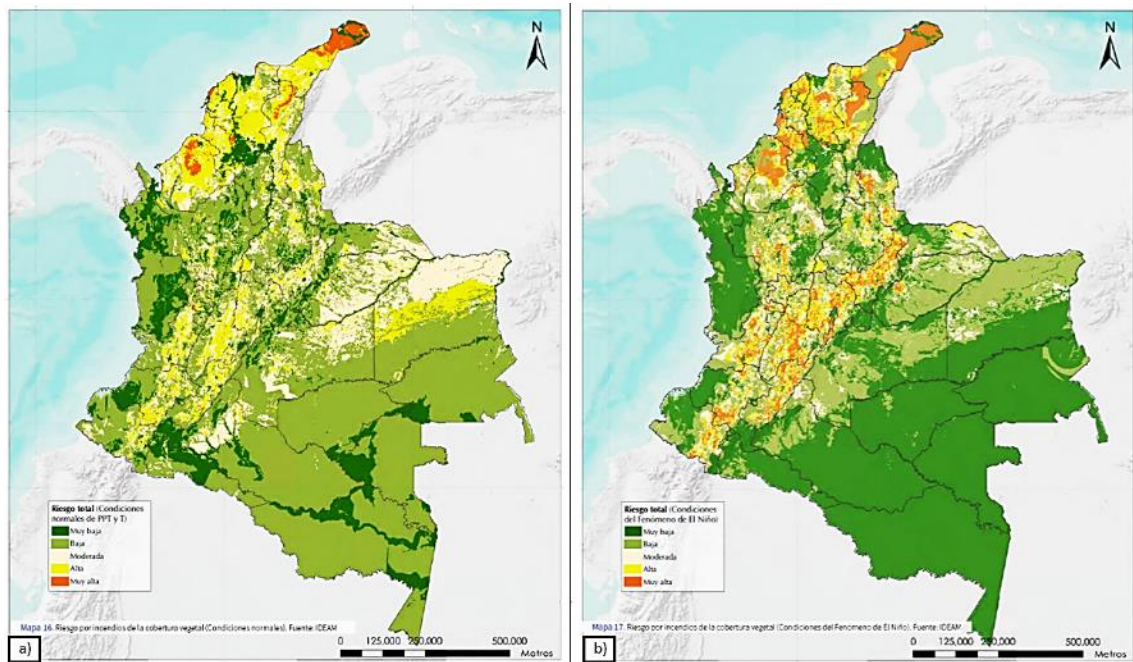 N
Riesgo total (Condiciones
normales de PPT y T)
Muy baja
Baja
Moderada
Alta
Muy alta
Mapa 16. Riesgo por incendios de la cobertura vegetal (Condiciones normales). Fuente: IDEAM
a)
0 125,000 250,000 500,000
Metros
N
Riesgo total (Condiciones
del Fenómeno de El Niño)
Muy baja
Baja
Moderada
Alta
Muy alta
Mapa 17. Riesgo por incendios de la cobertura vegetal (Condiciones del Fenomeno de El Niño). Fuente: IDEAM
b)
0 125,000 250,000 500,000
Metros